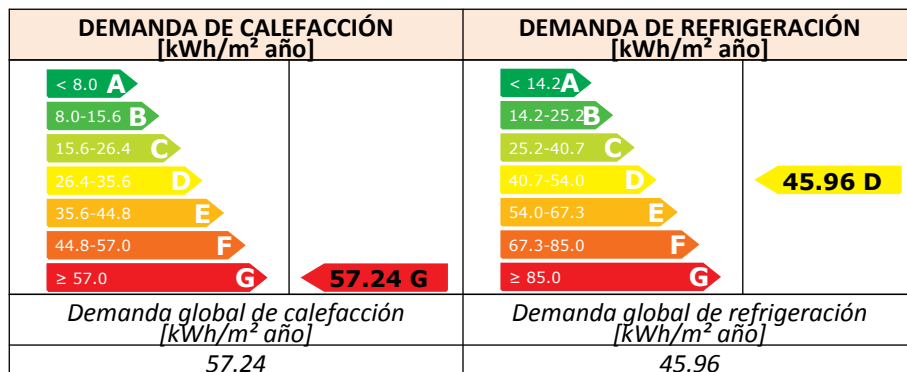 DEMANDA DE CALEFACCIÓN
[kWh/m² año]
< 8.0 A
8.0-15.6 B
15.6-26.4 C
26.4-35.6 D
35.6-44.8 E
44.8-57.0 F
≥ 57.0 G
57.24 G
Demanda global de calefacción
[kWh/m² año]
57.24
DEMANDA DE REFRIGERACIÓN
[kWh/m² año]
< 14.2 A
14.2-25.2 B
25.2-40.7 C
40.7-54.0 D
45.96 D
54.0-67.3 E
67.3-85.0 F
≥ 85.0 G
Demanda global de refrigeración
[kWh/m² año]
45.96